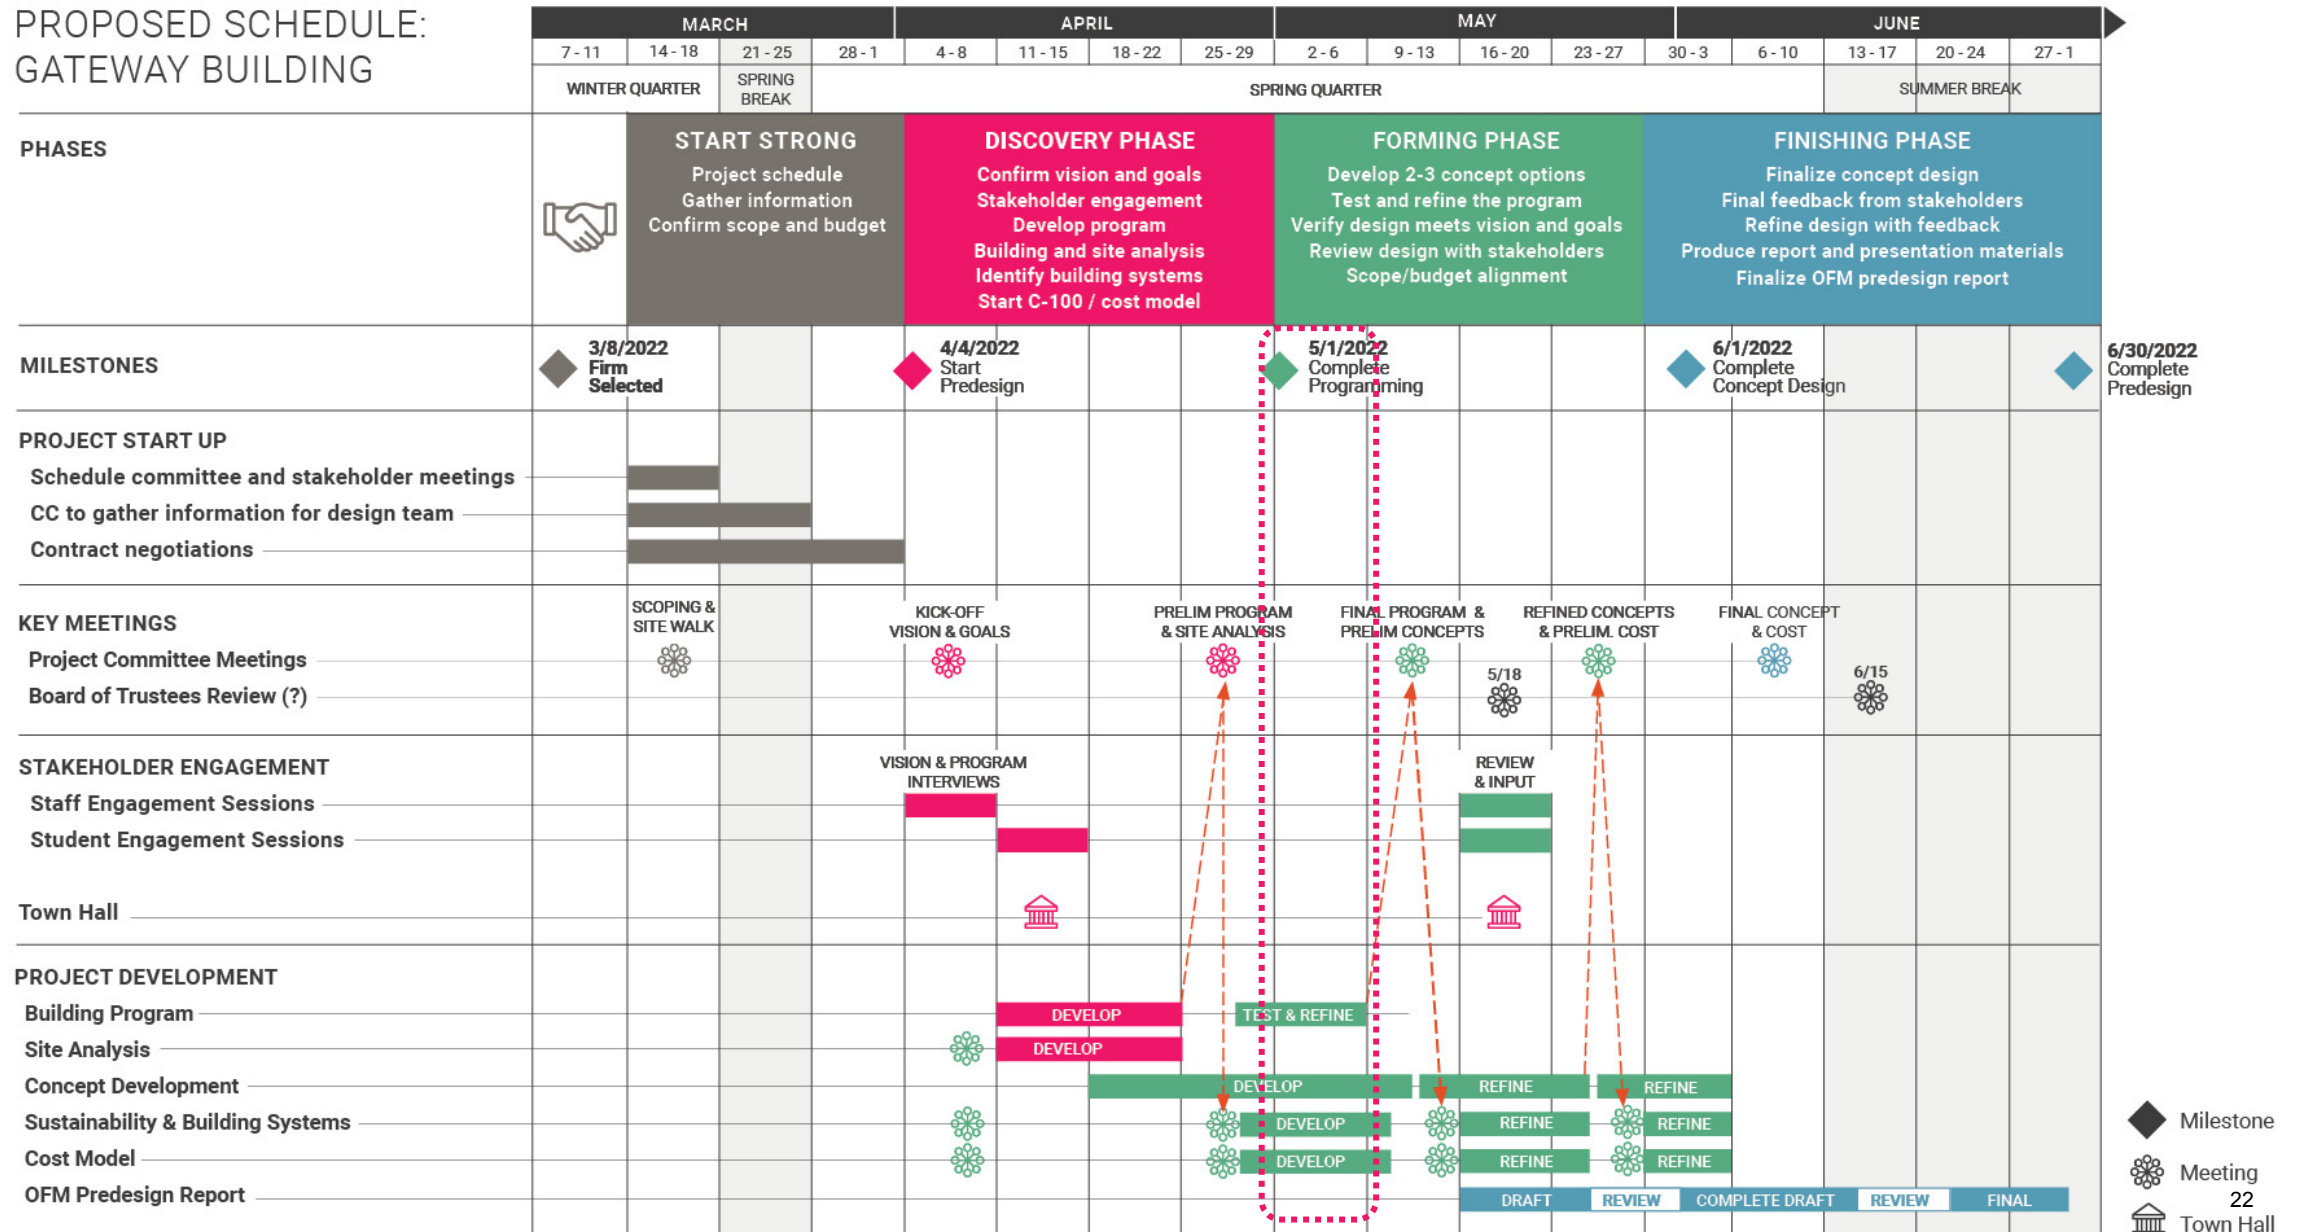 PROPOSED SCHEDULE:
GATEWAY BUILDING
MARCH
APRIL
MAY
JUNE
7 - 11
14 - 18
21 - 25
28 - 1
4 - 8
11 - 15
18 - 22
25 - 29
2 - 6
9 - 13
16 - 20
23 - 27
30 - 3
6 - 10
13 - 17
20 - 24
27 - 1
WINTER QUARTER
SPRING
BREAK
SPRING QUARTER
SUMMER BREAK
PHASES
START STRONG
Project schedule
Gather information
Confirm scope and budget
DISCOVERY PHASE
Confirm vision and goals
Stakeholder engagement
Develop program
Building and site analysis
Identify building systems
Start C-100 / cost model
FORMING PHASE
Develop 2-3 concept options
Test and refine the program
Verify design meets vision and goals
Review design with stakeholders
Scope/budget alignment
FINISHING PHASE
Finalize concept design
Final feedback from stakeholders
Refine design with feedback
Produce report and presentation materials
Finalize OFM predesign report
MILESTONES
3/8/2022
Firm
Selected
4/4/2022
Start
Predesign
5/1/2022
Complete
Programming
6/1/2022
Complete
Concept Design
6/30/2022
Complete
Predesign
PROJECT START UP
Schedule committee and stakeholder meetings
CC to gather information for design team
Contract negotiations
KEY MEETINGS
SCOPING &
SITE WALK
KICK-OFF
VISION & GOALS
PRELIM PROGRAM
& SITE ANALYSIS
FINAL PROGRAM &
PRELIM CONCEPTS
REFINED CONCEPTS
& PRELIM. COST
FINAL CONCEPT
& COST
Project Committee Meetings
Board of Trustees Review (?)
5/18
6/15
STAKEHOLDER ENGAGEMENT
VISION & PROGRAM
INTERVIEWS
REVIEW
& INPUT
Staff Engagement Sessions
Student Engagement Sessions
Town Hall
PROJECT DEVELOPMENT
Building Program
DEVELOP
TEST & REFINE
Site Analysis
DEVELOP
Concept Development
DEVELOP
REFINE
REFINE
Sustainability & Building Systems
DEVELOP
REFINE
REFINE
Cost Model
DEVELOP
REFINE
REFINE
OFM Predesign Report
DRAFT
REVIEW
COMPLETE DRAFT
REVIEW
FINAL
Milestone
Meeting
22
Town Hall